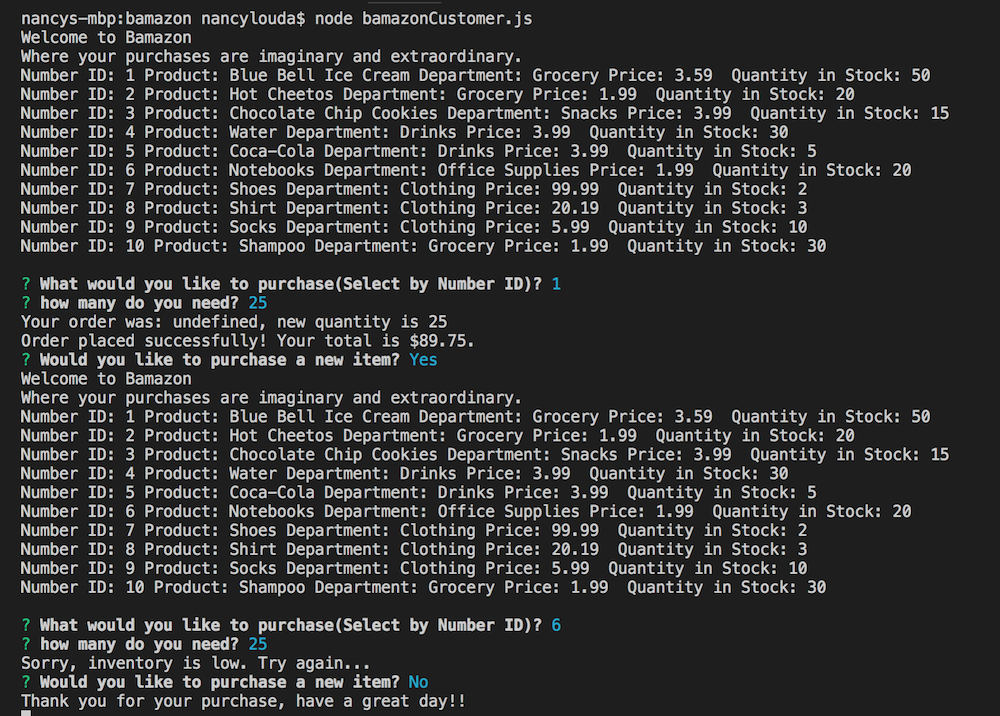 nancys-mbp:bamazon nancylouda$ node bamazonCustomer.js
Welcome to Bamazon
Where your purchases are imaginary and extraordinary.
Number ID: 1 Product: Blue Bell Ice Cream Department: Grocery Price: 3.59  Quantity in Stock: 50
Number ID: 2 Product: Hot Cheetos Department: Grocery Price: 1.99  Quantity in Stock: 20
Number ID: 3 Product: Chocolate Chip Cookies Department: Snacks Price: 3.99  Quantity in Stock: 15
Number ID: 4 Product: Water Department: Drinks Price: 3.99  Quantity in Stock: 30
Number ID: 5 Product: Coca-Cola Department: Drinks Price: 3.99  Quantity in Stock: 5
Number ID: 6 Product: Notebooks Department: Office Supplies Price: 1.99  Quantity in Stock: 20
Number ID: 7 Product: Shoes Department: Clothing Price: 99.99  Quantity in Stock: 2
Number ID: 8 Product: Shirt Department: Clothing Price: 20.19  Quantity in Stock: 3
Number ID: 9 Product: Socks Department: Clothing Price: 5.99  Quantity in Stock: 10
Number ID: 10 Product: Shampoo Department: Grocery Price: 1.99  Quantity in Stock: 30
? What would you like to purchase(Select by Number ID)? 1
? how many do you need? 25
Your order was: undefined, new quantity is 25
Order placed successfully! Your total is $89.75.
? Would you like to purchase a new item? Yes
Welcome to Bamazon
Where your purchases are imaginary and extraordinary.
Number ID: 1 Product: Blue Bell Ice Cream Department: Grocery Price: 3.59  Quantity in Stock: 50
Number ID: 2 Product: Hot Cheetos Department: Grocery Price: 1.99  Quantity in Stock: 20
Number ID: 3 Product: Chocolate Chip Cookies Department: Snacks Price: 3.99  Quantity in Stock: 15
Number ID: 4 Product: Water Department: Drinks Price: 3.99  Quantity in Stock: 30
Number ID: 5 Product: Coca-Cola Department: Drinks Price: 3.99  Quantity in Stock: 5
Number ID: 6 Product: Notebooks Department: Office Supplies Price: 1.99  Quantity in Stock: 20
Number ID: 7 Product: Shoes Department: Clothing Price: 99.99  Quantity in Stock: 2
Number ID: 8 Product: Shirt Department: Clothing Price: 20.19  Quantity in Stock: 3
Number ID: 9 Product: Socks Department: Clothing Price: 5.99  Quantity in Stock: 10
Number ID: 10 Product: Shampoo Department: Grocery Price: 1.99  Quantity in Stock: 30
? What would you like to purchase(Select by Number ID)? 6
? how many do you need? 25
Sorry, inventory is low. Try again...
? Would you like to purchase a new item? No
Thank you for your purchase, have a great day!!